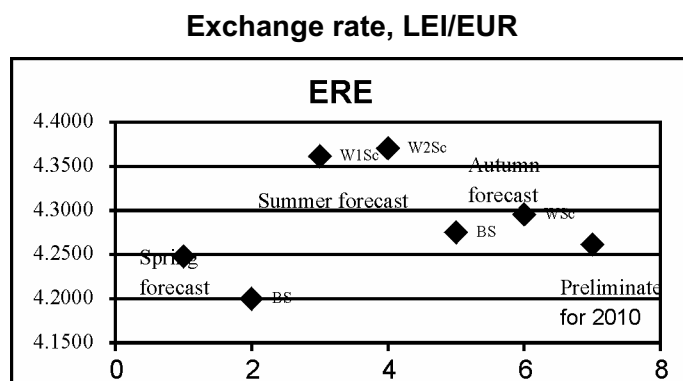 Exchange rate, LEI/EUR
ERE
4.4000
4.3500
4.3000
4.2500
4.2000
4.1500
W1Sc
W2Sc
Autumn
forecast
Summer forecast
WSc
BS
Spring
forecast
BS
Preliminate
for 2010
0
2
4
6
8